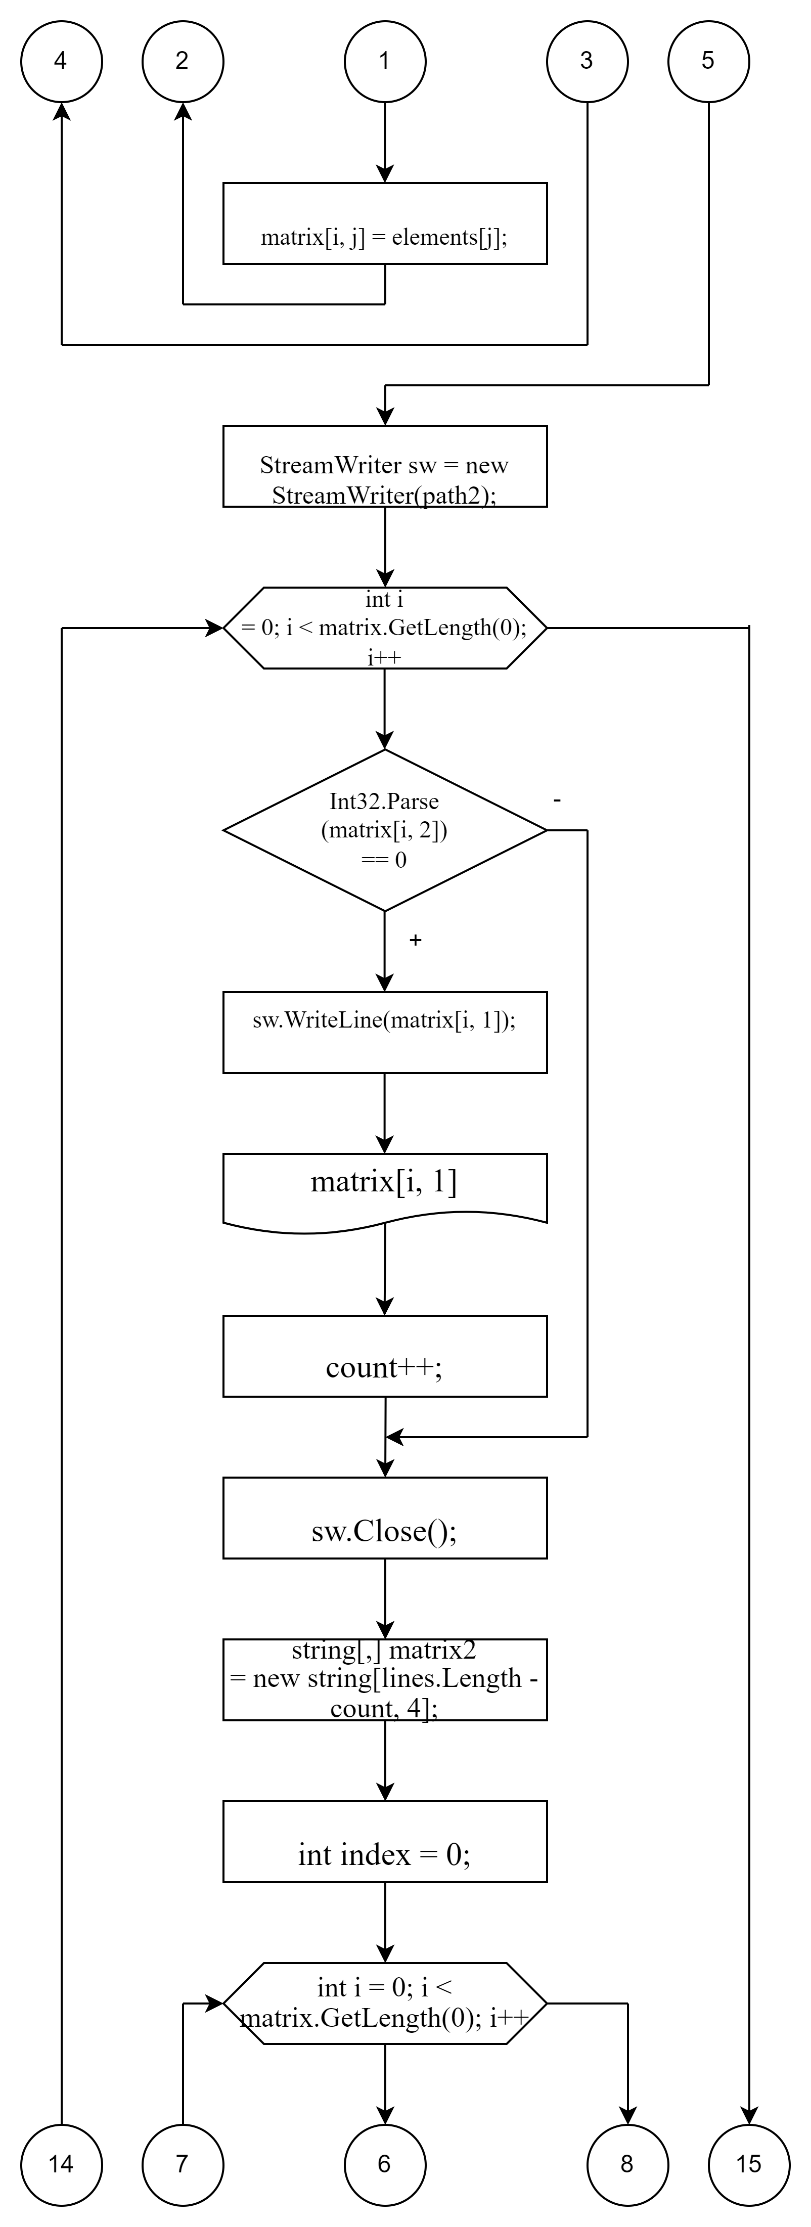 4
2
1
3
5
matrix[i, j] = elements[j];
StreamWriter sw = new
StreamWriter(path2);
int i
= 0; i < matrix.GetLength(0);
i++
Int32.Parse
(matrix[i, 2])
== 0
-
+
sw.WriteLine(matrix[i, 1]);
matrix[i, 1]
count++;
sw.Close();
string[,] matrix2
= new string[lines.Length -
count, 4];
int index = 0;
int i = 0; i <
matrix.GetLength(0); i++
14
7
6
8
15